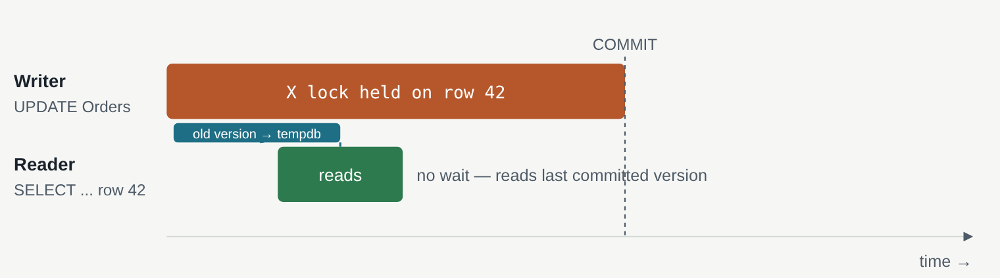 COMMIT
Writer
X lock held on row 42
UPDATE Orders
old version → tempdb
Reader
reads
no wait — reads last committed version
SELECT ... row 42
time →